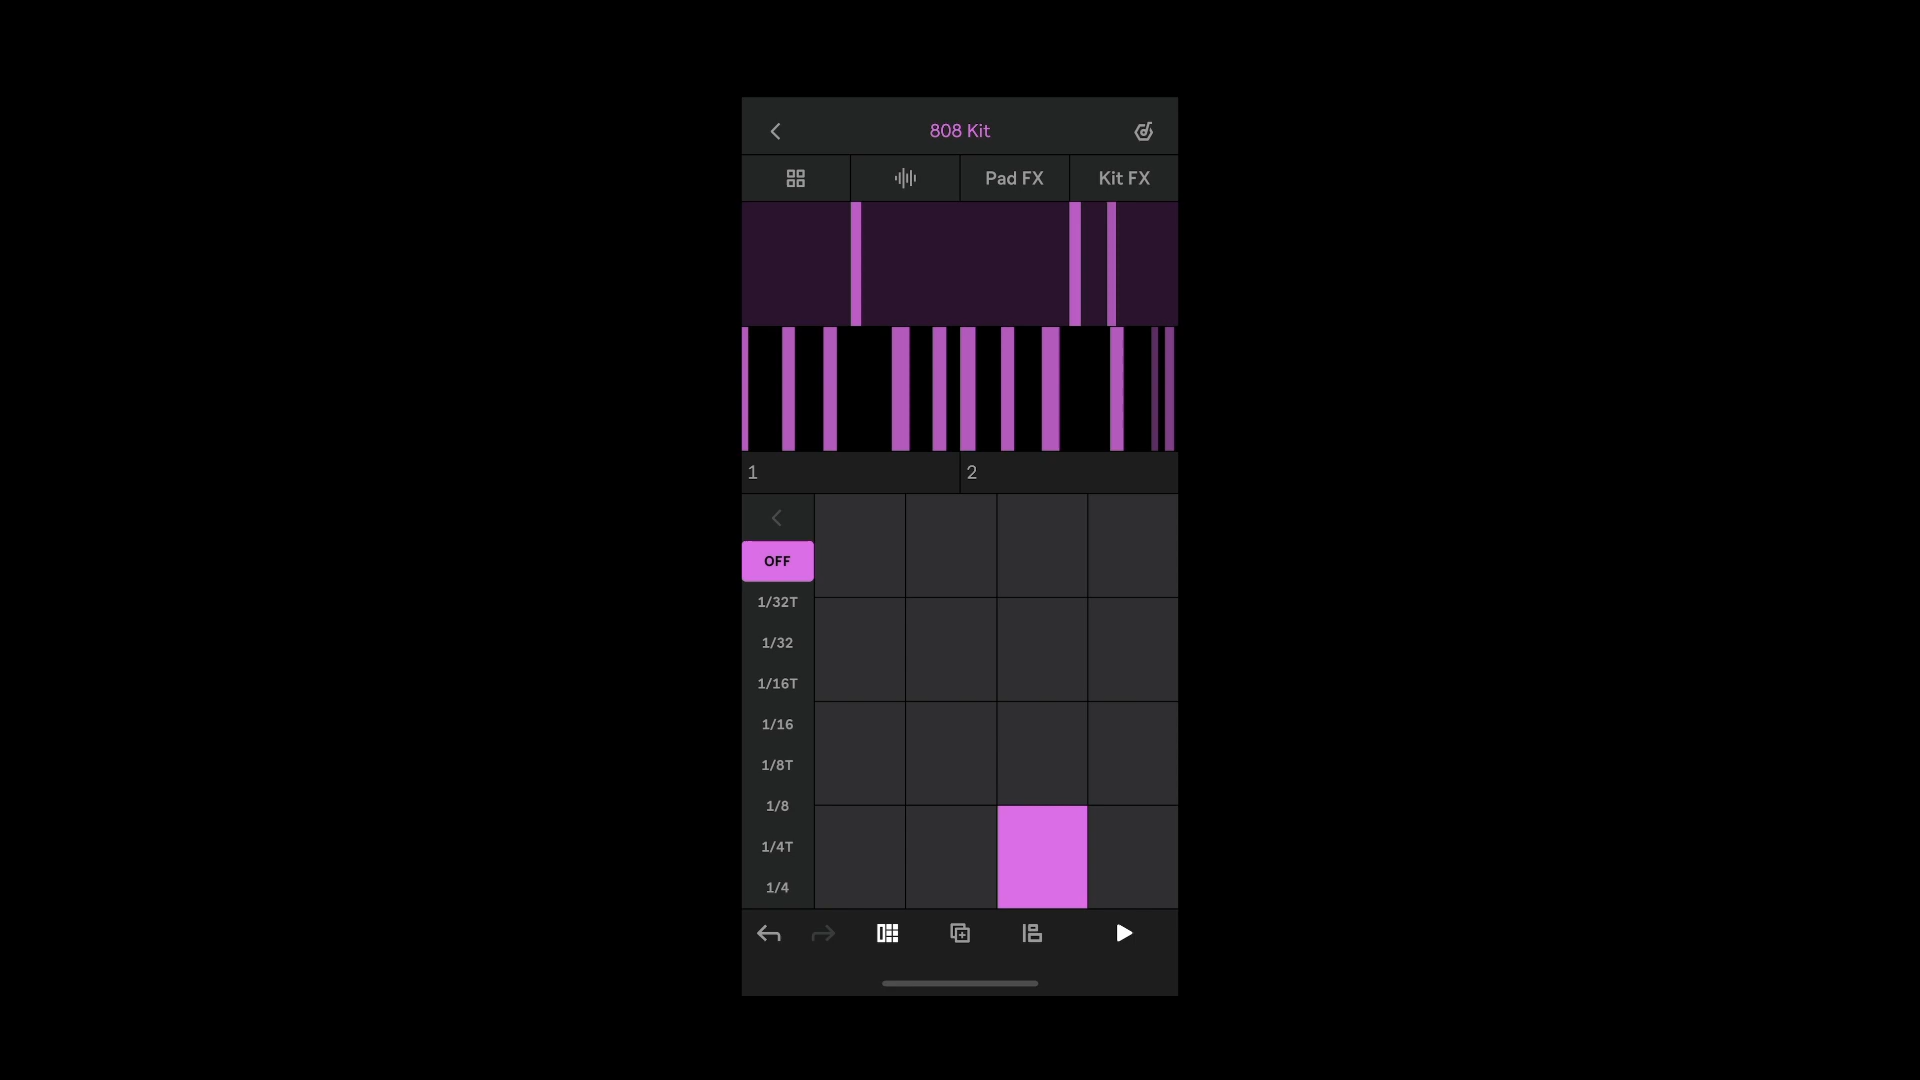 808 Kit
Pad FX
Kit FX
1
2
OFF
1/32T
1/32
1/16T
1/16
1/8T
1/8
1/4T
1/4